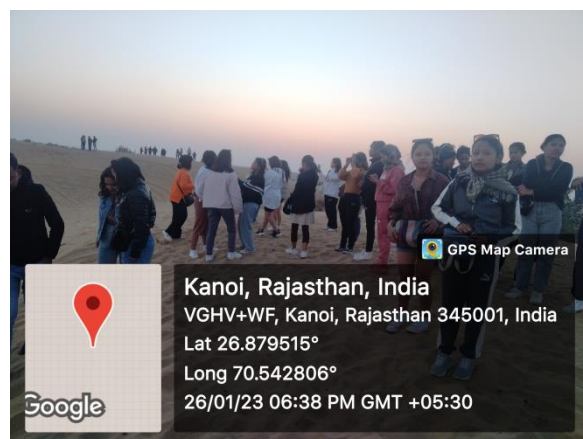 GPS Map Camera
Kanoi, Rajasthan, India
VGHV+WF, Kanoi, Rajasthan 345001, India
Lat 26.879515°
Long 70.542806°
26/01/23 06:38 PM GMT +05:30
Google